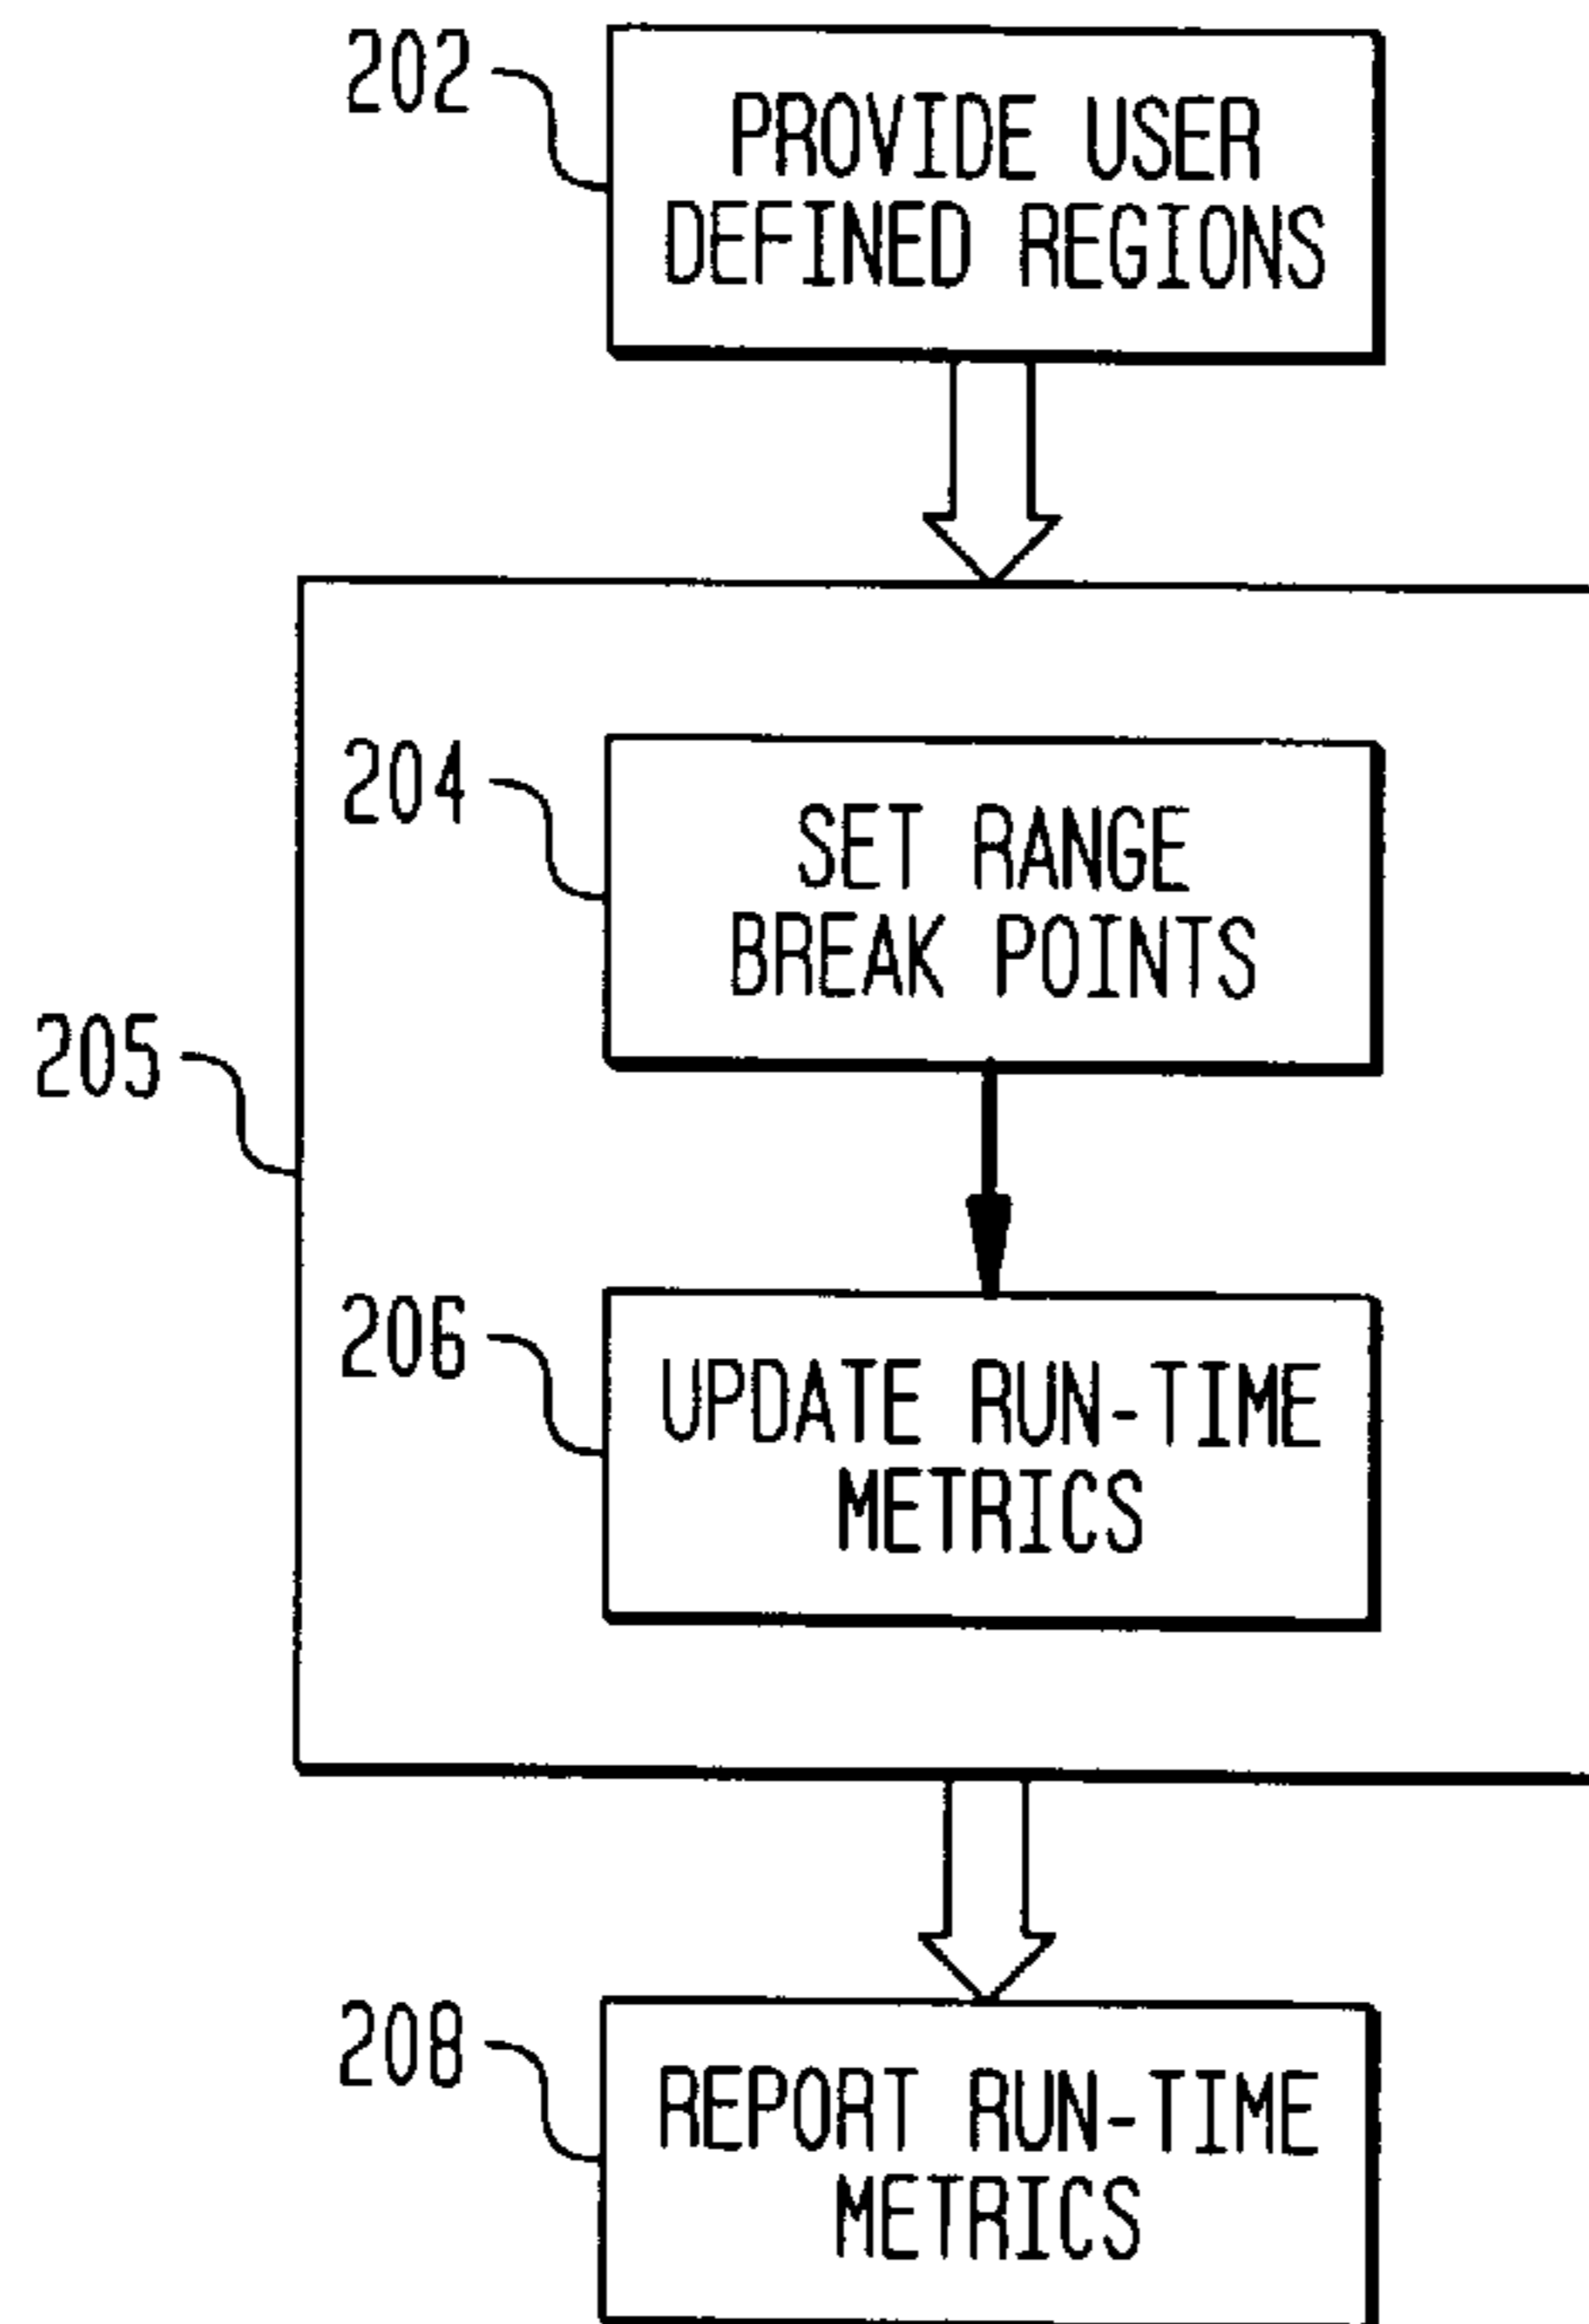 202
PROVIDE USER
DEFINED REGIONS
204
SET RANGE
BREAK POINTS
205
206
UPDATE RUN-TIME
METRICS
208
REPORT RUN-TIME
METRICS